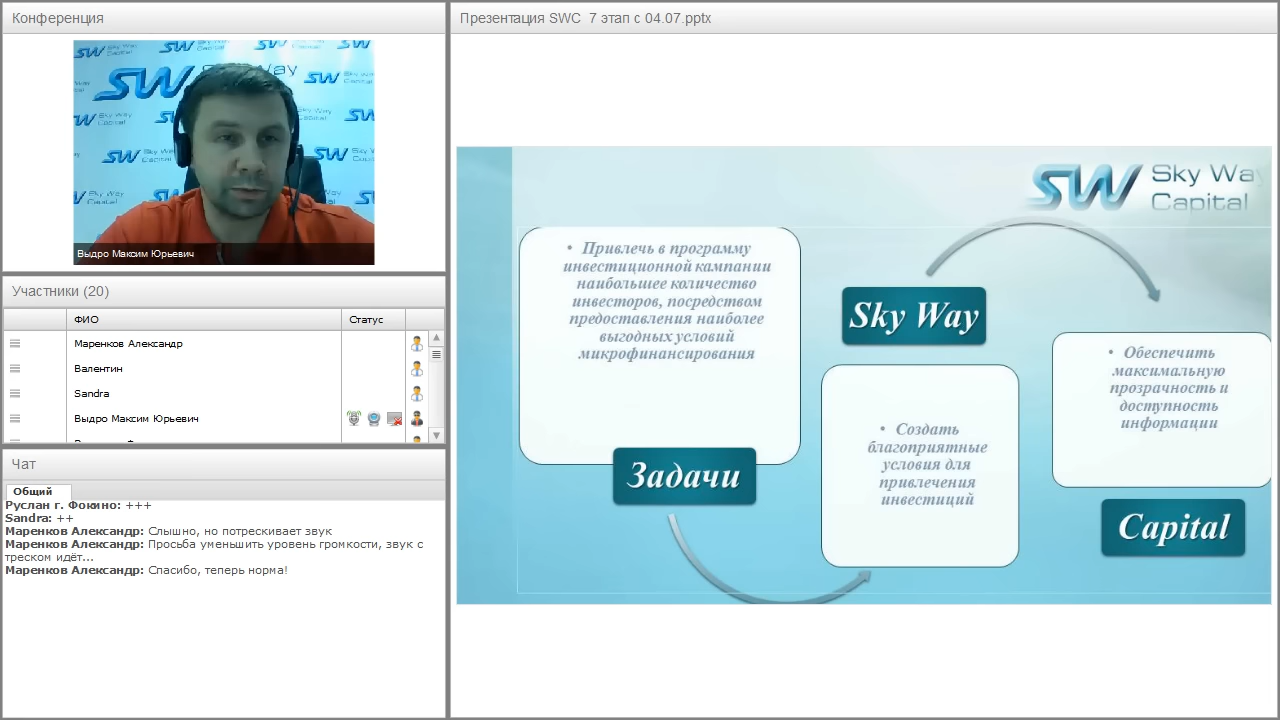 Конференция
SW Sky Way
Capital
Выдро Максим Юрьевич
Участники (20)
ФИО
Статус
Маренков Александр
Валентин
Sandra
Выдро Максим Юрьевич
Чат
Общий
Руслан г. Фокино: +++
Sandra: ++
Маренков Александр: Слышно, но потрескивает звук
Маренков Александр: Просьба уменьшить уровень громкости, звук с
треском идёт...
Маренков Александр: Спасибо, теперь норма!
Презентация SWC 7 этап с 04.07.pptx
SW Sky Way
Capital
• Привлечь в программу
инвестиционной кампании
наибольшее количество
инвесторов, посредством
предоставления наиболее
выгодных условий
микрофинансирования
Задачи
Sky Way
• Создать
благоприятные
условия для
привлечения
инвестиций
• Обеспечить
максимальную
прозрачность и
доступность
информации
Capital